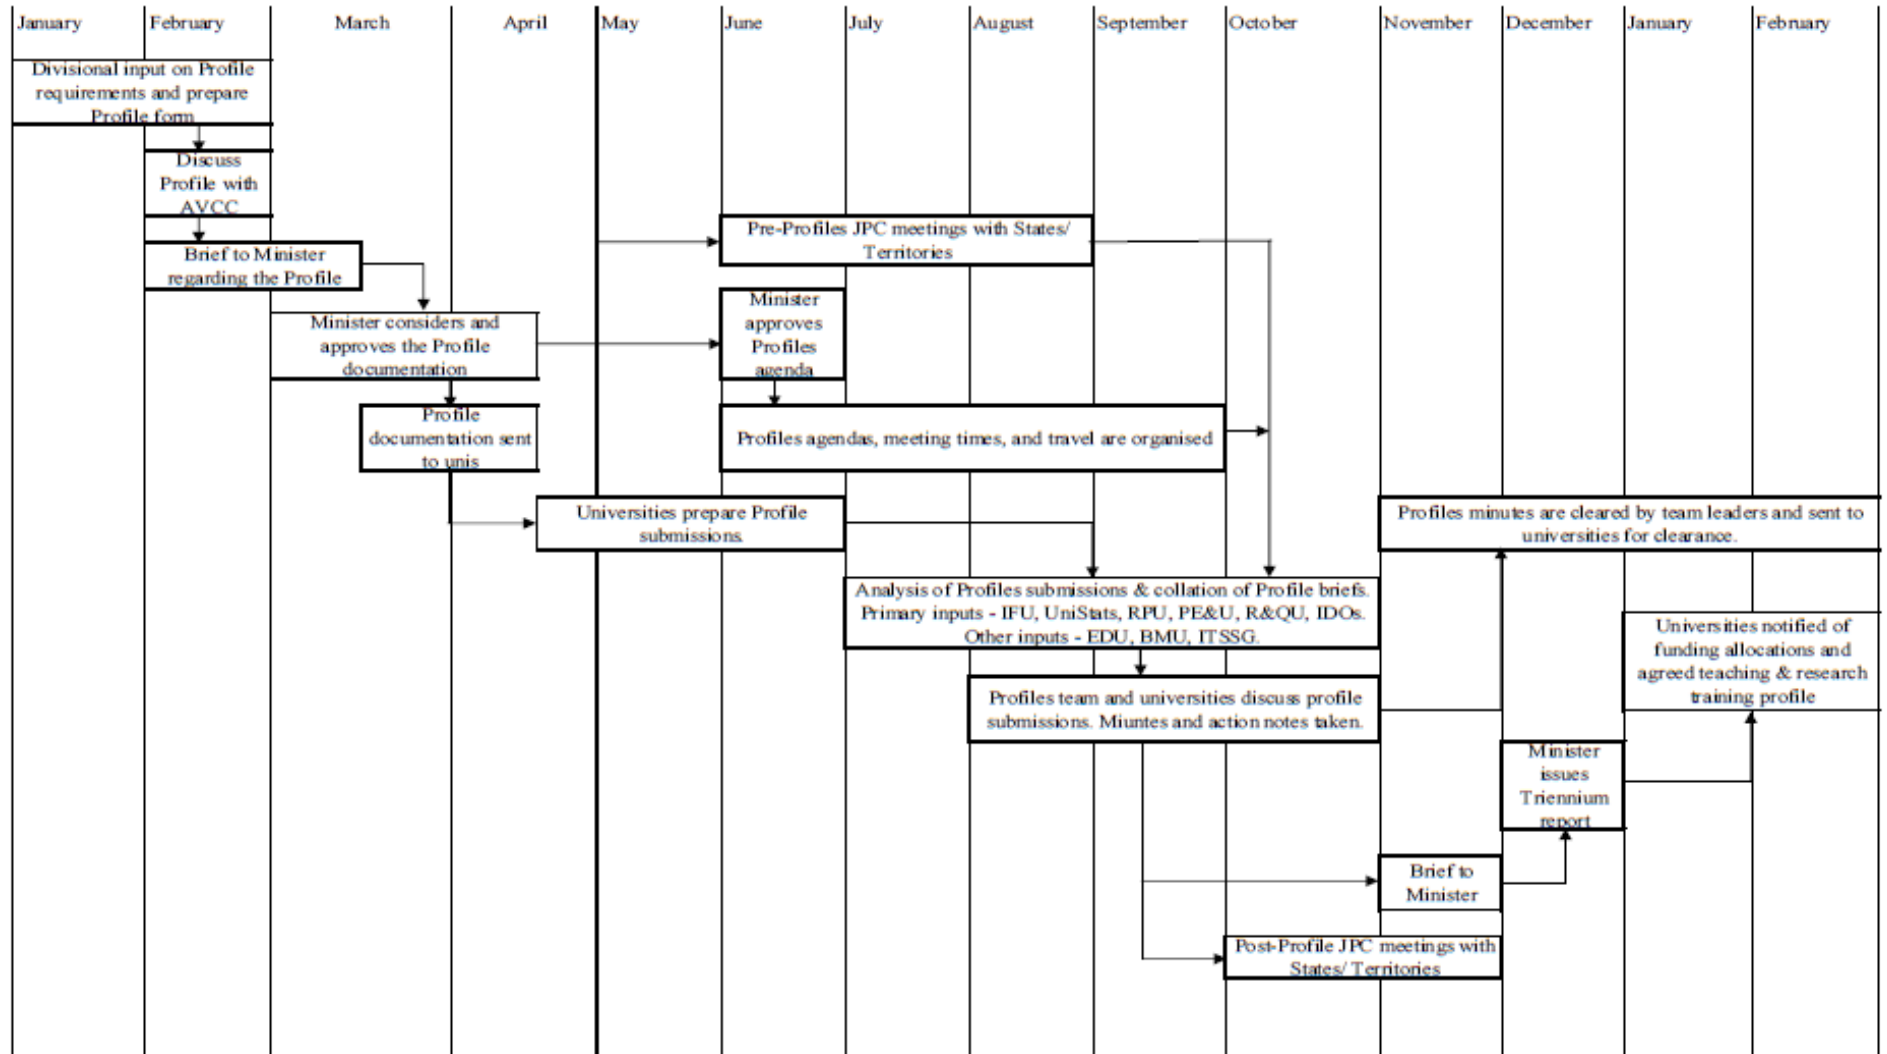 January February March April May June July August September October November December January February
Divisional input on Profile
requirements and prepare
Profile form
Discuss
Profile with
AVCC
Brief to Minister
regarding the Profile
Pre-Profiles JPC meetings with States/
Territories
Minister considers and
approves the Profile
documentation
Minister
approves
Profiles
agenda
Profile
documentation sent
to unis
Profiles agendas, meeting times, and travel are organised
Universities prepare Profile
submissions.
Profiles minutes are cleared by team leaders and sent to
universities for clearance.
Analysis of Profiles submissions & collation of Profile briefs.
Primary inputs - IFU, UniStats, RPU, PE&U, R&QU, IDOs.
Other inputs - EDU, BMU, ITSSG.
Universities notified of
funding allocations and
agreed teaching & research
training profile
Profiles team and universities discuss profile
submissions. Miuntes and action notes taken.
Minister
issues
Triennium
report
Brief to
Minister
Post-Profile JPC meetings with
States/ Territories